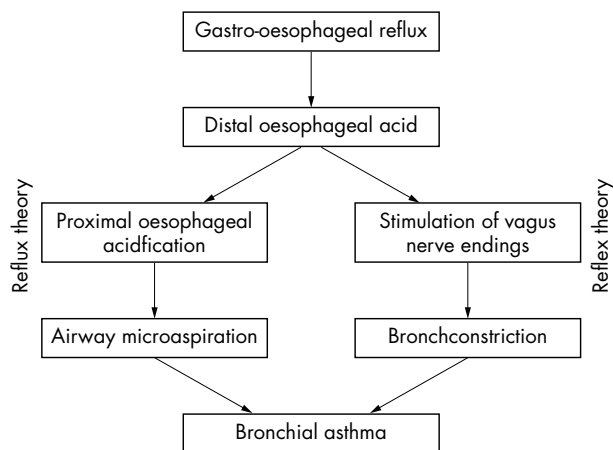 Gastro-oesophageal reflux
Distal oesophageal acid
Reflux theory
Proximal oesophageal
acidfication
Stimulation of vagus
nerve endings
Reflex theory
Airway microaspiration
Bronchconstriction
Bronchial asthma